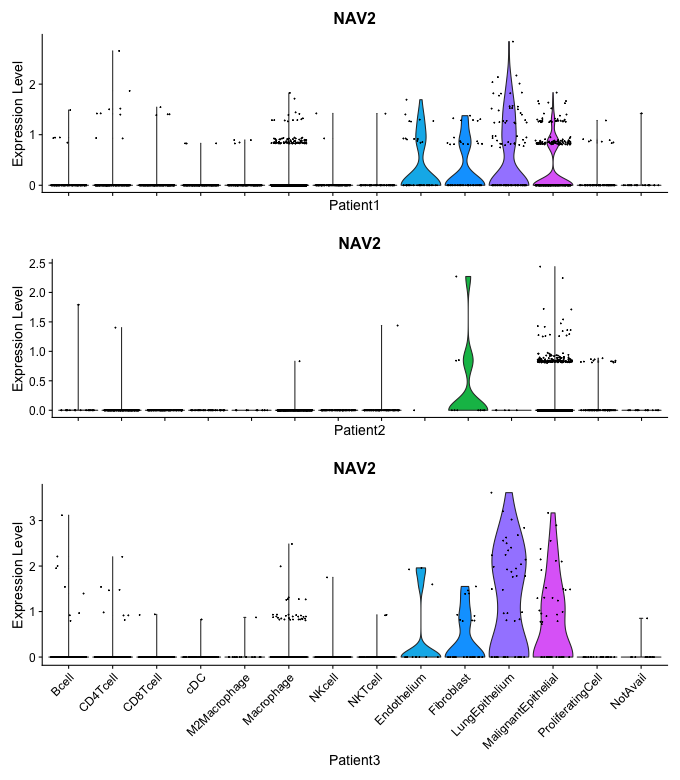 NAV2
Expression Level
2
1
0
Patient1
NAV2
Expression Level
2.5
2.0
1.5
1.0
0.5
0.0
Patient2
NAV2
Expression Level
3
2
1
0
Bcell
CD4Tcell
CD8Tcell
cDC
M2Macrophage
Macrophage
NKcell
NKTcell
Endothelium
Fibroblast
LungEpithelium
MalignantEpithelial
ProliferatingCell
NotAvail
Patient3